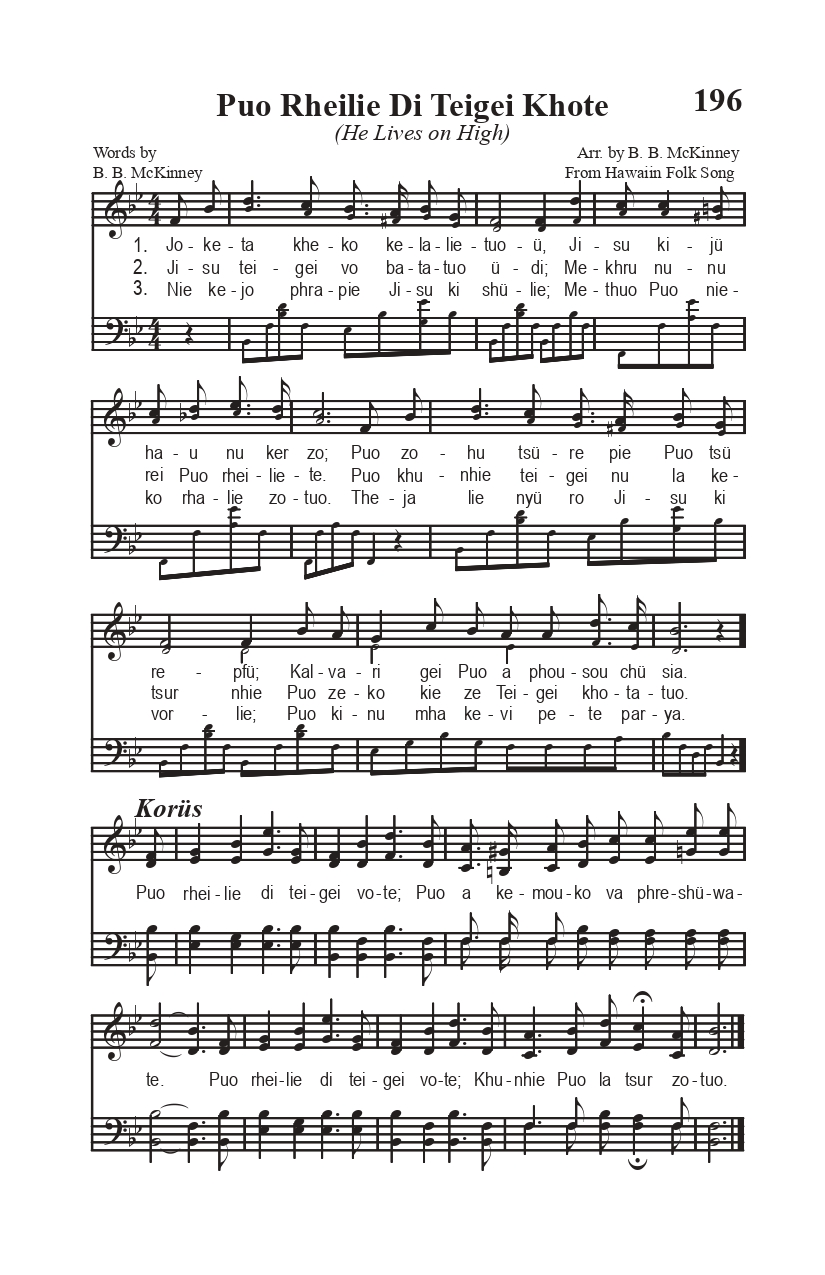 196
Puo Rheilie Di Teigei Khote
(He Lives on High)
Words by
B. B. McKinney
Arr. by B. B. McKinney
From Hawaiin Folk Song
1. Jo - ke - ta khe - ko ke - la - lie - tuo - ü, Ji - su ki - jü
2. Ji - su tei - gei vo ba - ta - tuo ü - di; Me - khru nu - nu
3. Nie ke - jo phra - pie Ji - su ki shü - lie; Me - thuo Puo nie -
ha - u nu ker zo; Puo zo - hu tsü - re pie Puo tsü
rei Puo rhei - lie - te. Puo khu - nhie tei - gei nu la ke -
ko rha - lie zo - tuo. The - ja lie nyü ro Ji - su ki
re - pfü; Kal - va - ri gei Puo a phou - sou chü sia.
tsur nhie Puo ze - ko kie ze Tei - gei kho - ta - tuo.
vor - lie; Puo ki - nu mha ke - vi pe - te par - ya.
Korüs
Puo rhei - lie di tei - gei vo - te; Puo a ke - mou - ko va phre - shü - wa -
te. Puo rhei - lie di tei - gei vo - te; Khu - nhie Puo la tsur zo - tuo.